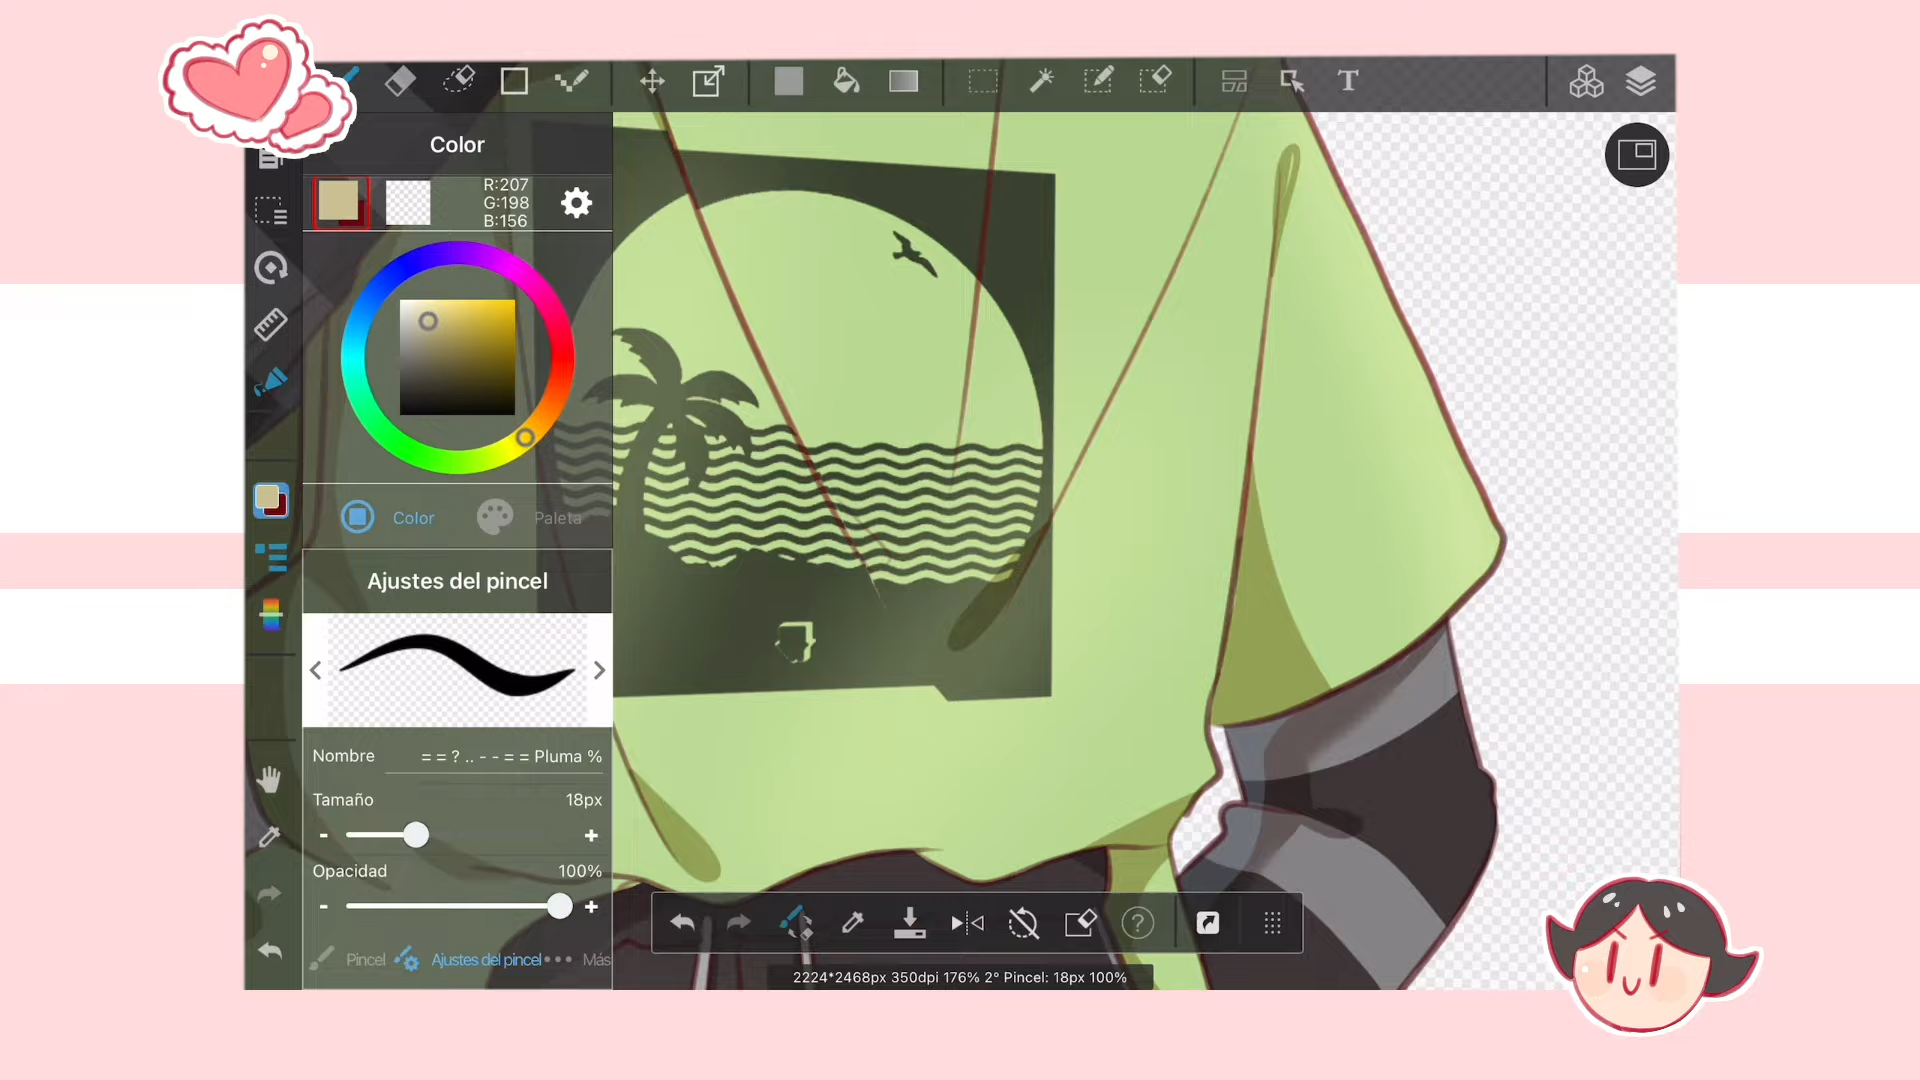 Color
R:207
G:198
B:156
Color Paleta
Ajustes del pincel
Nombre = = ? .. - - = = Pluma %
Tamaño 18px
- +
Opacidad 100%
- +
Pincel Ajustes del pincel Más
2224*2468px 350dpi 176% 2° Pincel: 18px 100%